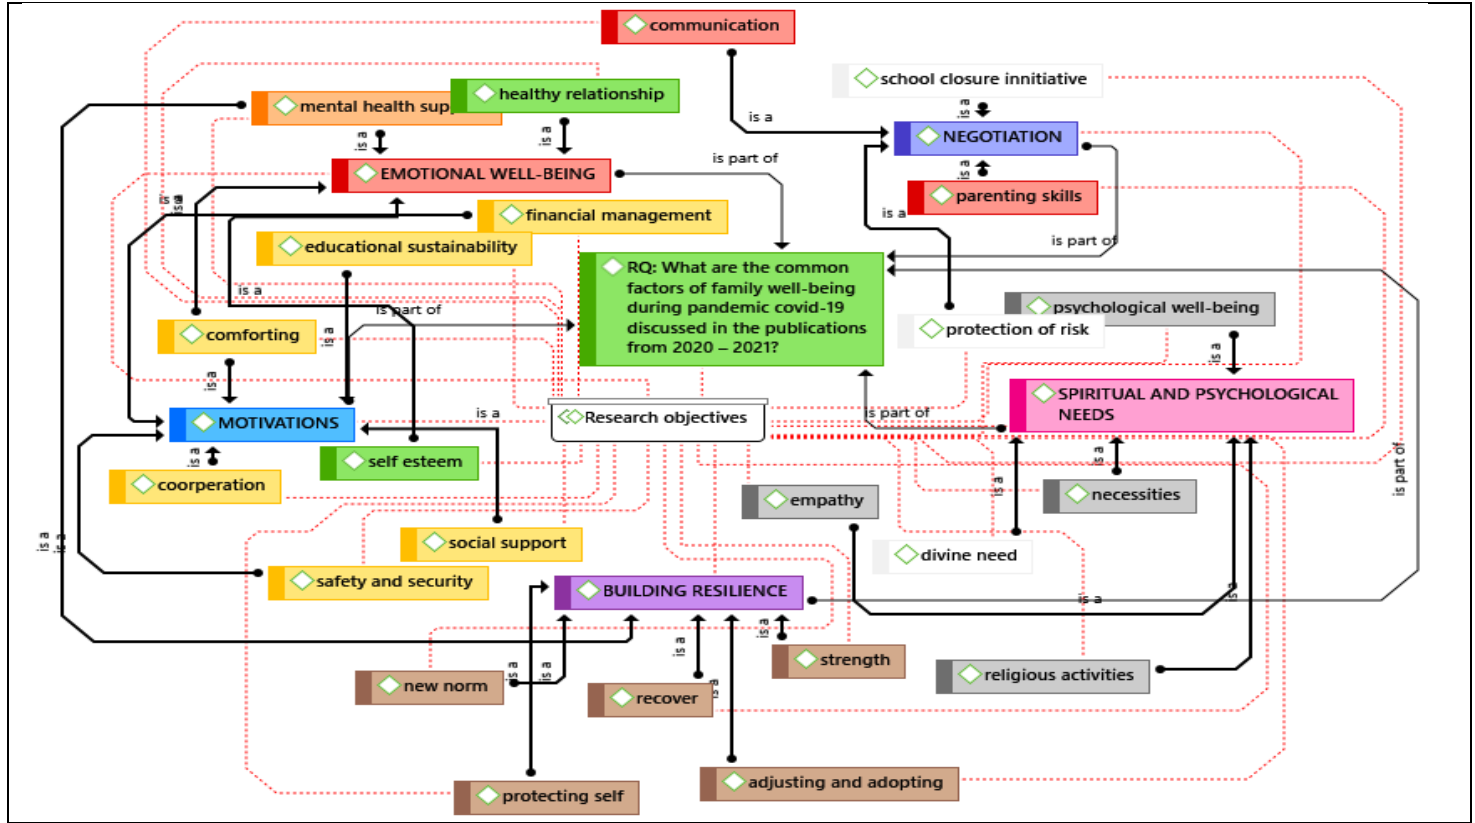 communication
school closure innitiative
healthy relationship
mental health sup
is a
NEGOTIATION
is a
is a
is a
is part of
EMOTIONAL WELL-BEING
is a
parenting skills
is a
is a
financial management
is a
is part of
educational sustainability
RQ: What are the common
factors of family well-being
during pandemic covid-19
discussed in the publications
from 2020 – 2021?
is a
is part of
psychological well-being
protection of risk
comforting
is a
is a
is a
SPIRITUAL AND PSYCHOLOGICAL
NEEDS
MOTIVATIONS
is a
Research objectives
is part of
is a
self esteem
is a
is part of
coorperation
is a
empathy
necessities
social support
divine need
is a
is a
safety and security
BUILDING RESILIENCE
is a
is a
is a
is a
strength
is a
is a
is a
religious activities
new norm
recover
is a
adjusting and adopting
protecting self